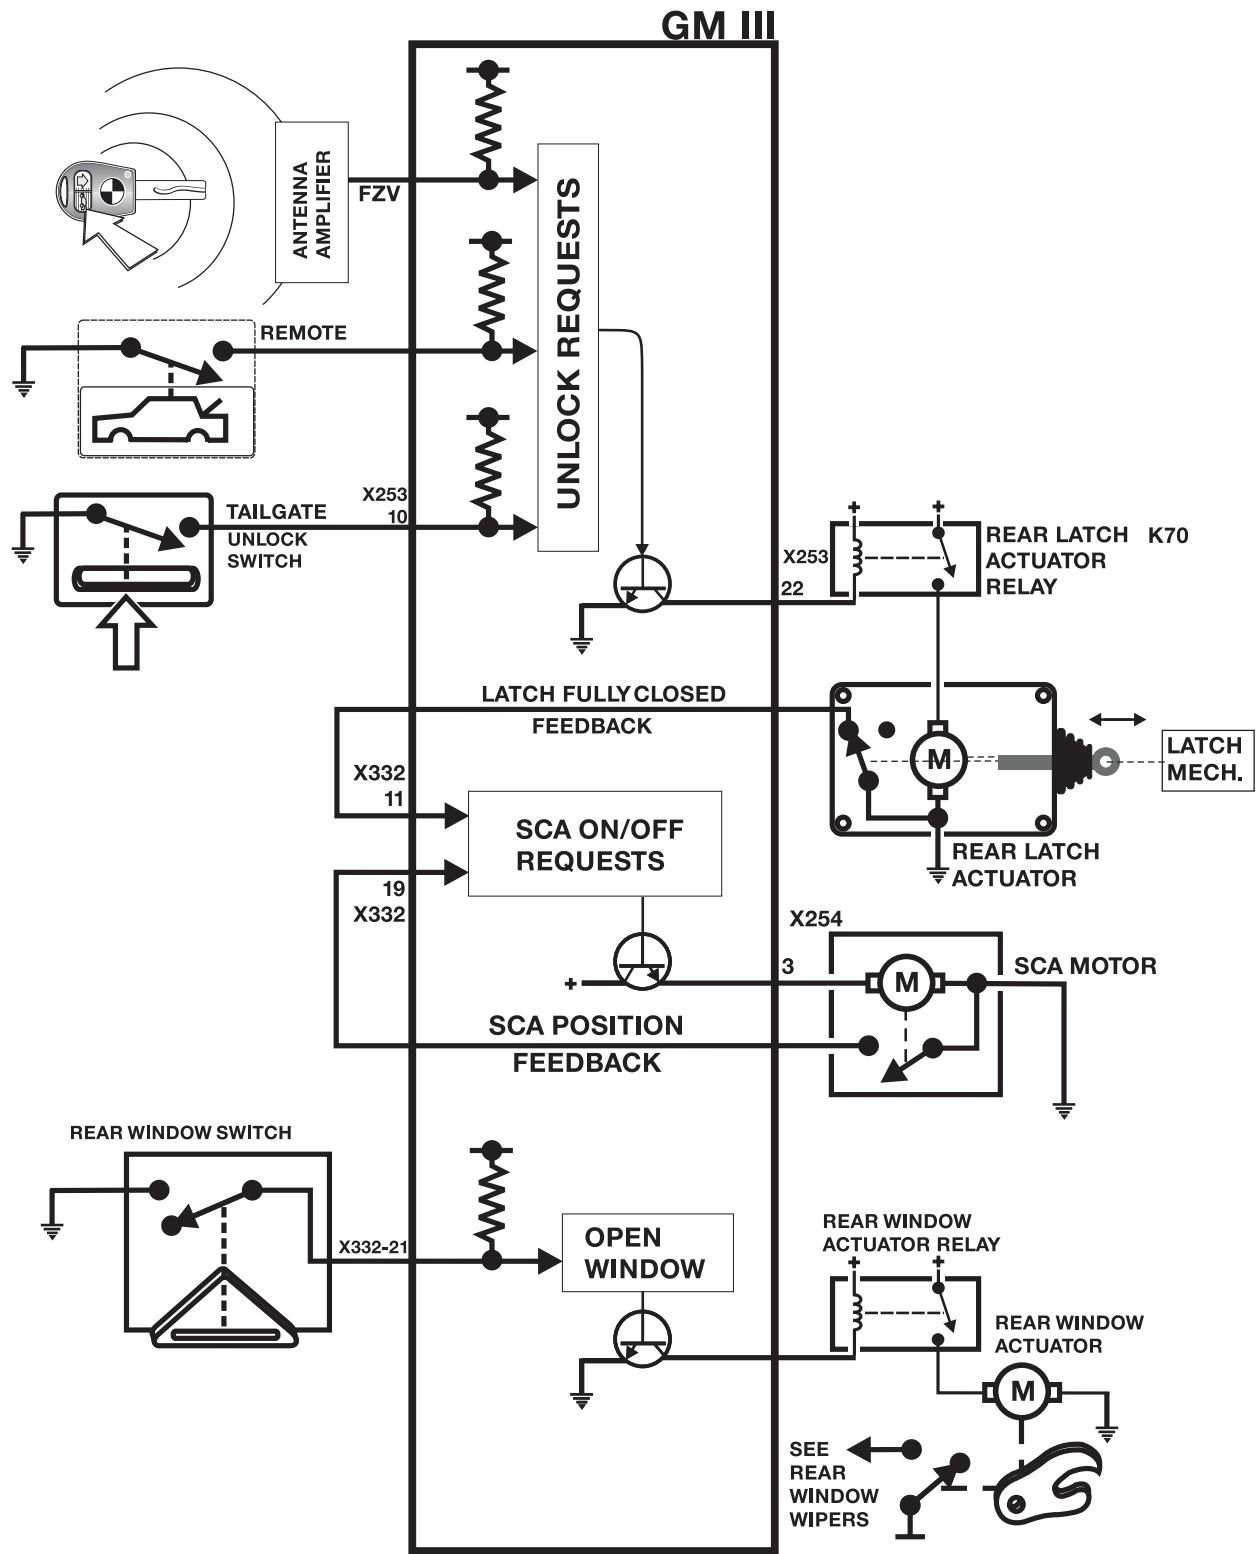 GM III
ANTENNA
AMPLIFIER
FZV
UNLOCK REQUESTS
REMOTE
X253
10
TAILGATE
UNLOCK
SWITCH
X253
22
+
+
REAR LATCH K70
ACTUATOR
RELAY
LATCH FULLY CLOSED
FEEDBACK
X332
11
M
LATCH
MECH.
SCA ON/OFF
REQUESTS
REAR LATCH
ACTUATOR
19
X332
X254
3
+
M
SCA MOTOR
SCA POSITION
FEEDBACK
REAR WINDOW SWITCH
X332-21
OPEN
WINDOW
REAR WINDOW
ACTUATOR RELAY
+
+
REAR WINDOW
ACTUATOR
M
SEE
REAR
WINDOW
WIPERS